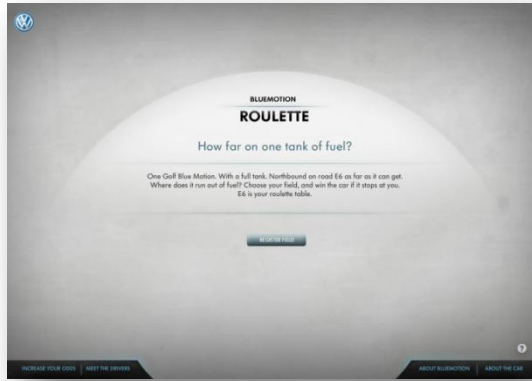 BLUEMOTION
ROULETTE
How far on one tank of fuel?
One Golf Blue Motion. With a full tank. Northbound on road E6 as far as it can get.
Where does it run out of fuel? Choose your field, and win the car if it stops at you.
E6 is your roulette table.
REGISTER FIELD
?
INCREASE YOUR ODDS | MEET THE DRIVERS
ABOUT BLUEMOTION | ABOUT THE CAR